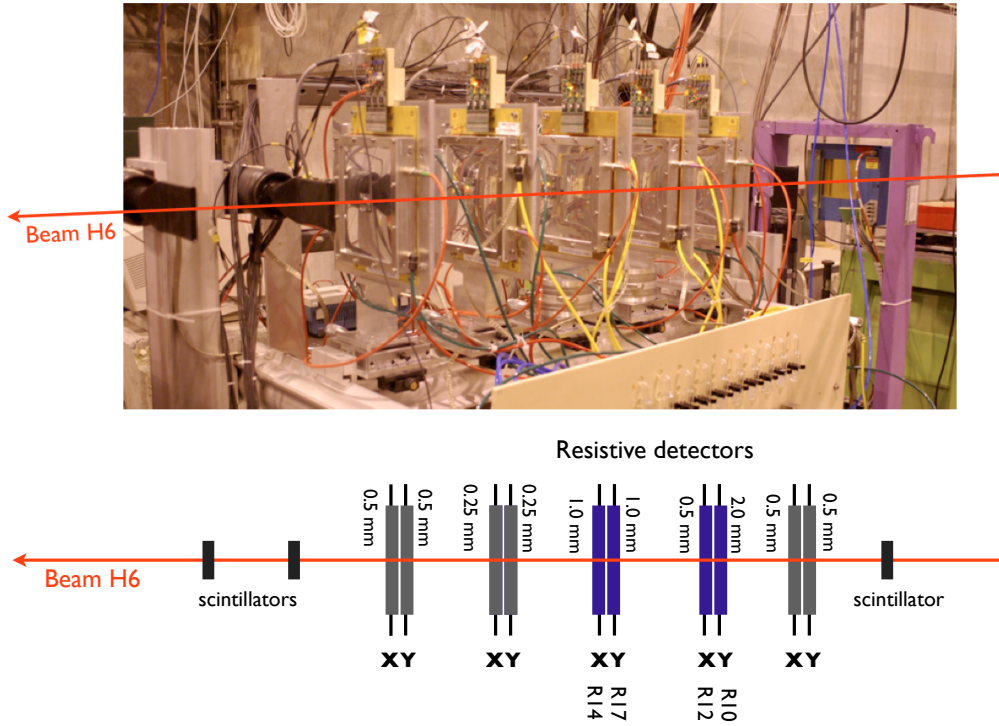 Beam H6
Resistive detectors
0.5 mm
0.5 mm
0.25 mm
0.25 mm
1.0 mm
1.0 mm
0.5 mm
2.0 mm
0.5 mm
0.5 mm
Beam H6
scintillators
scintillator
XY
XY
XY
XY
XY
R14
R17
R12
R10